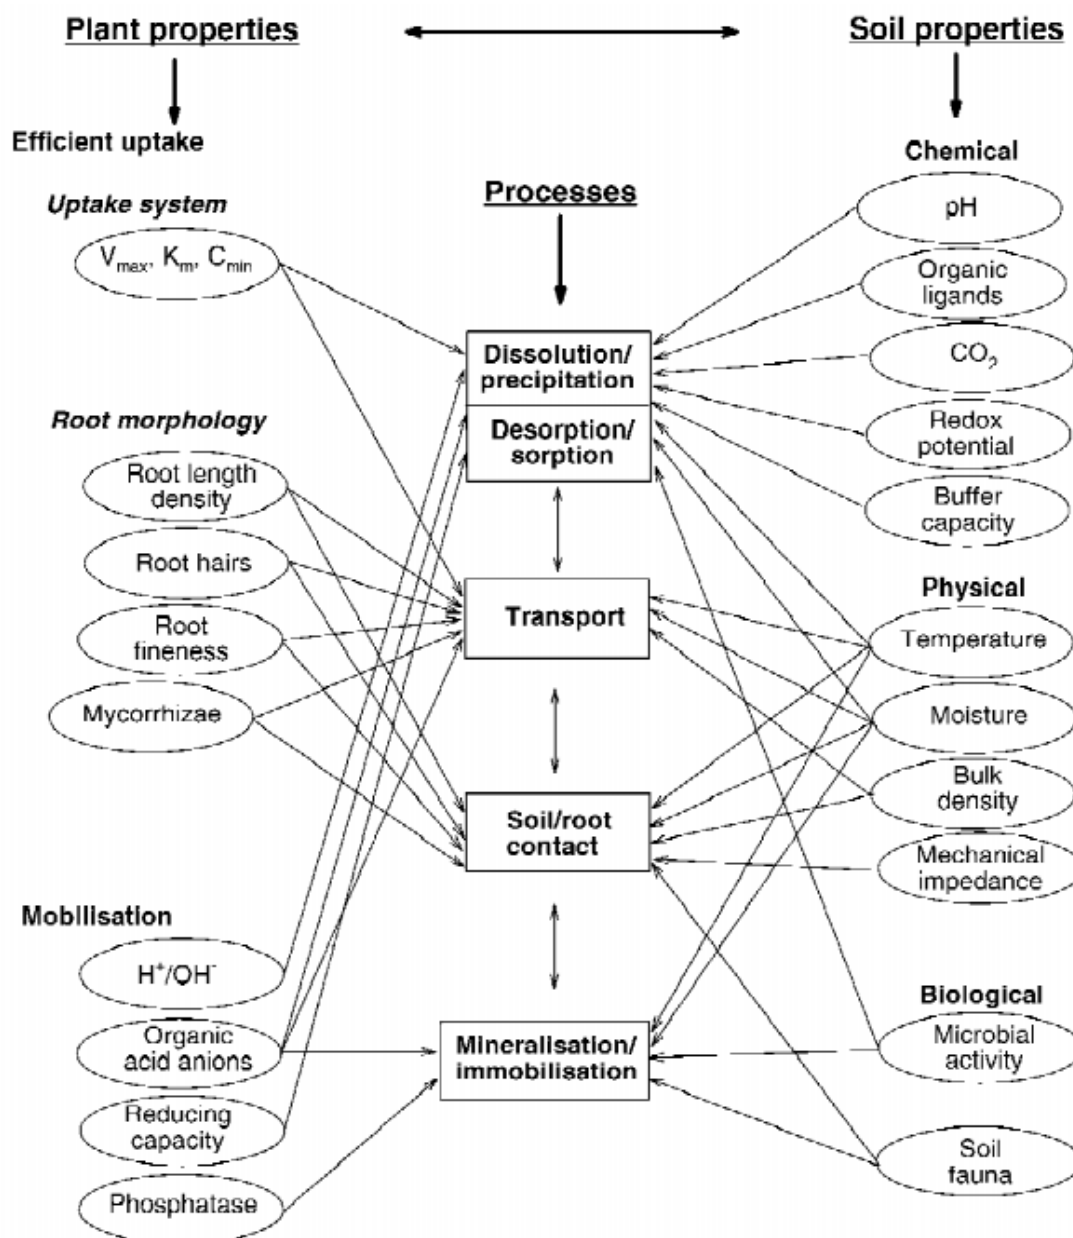 Plant properties
Soil properties
Efficient uptake
Chemical
Processes
Uptake system
Vmax, Km, Cmin
pH
Organic
ligands
CO2
Redox
potential
Buffer
capacity
Dissolution/
precipitation
Desorption/
sorption
Root morphology
Root length
density
Root hairs
Root
fineness
Mycorrhizae
Transport
Physical
Temperature
Moisture
Bulk
density
Mechanical
impedance
Soil/root
contact
Mobilisation
H+/OH-
Organic
acid anions
Reducing
capacity
Phosphatase
Mineralisation/
immobilisation
Biological
Microbial
activity
Soil
fauna